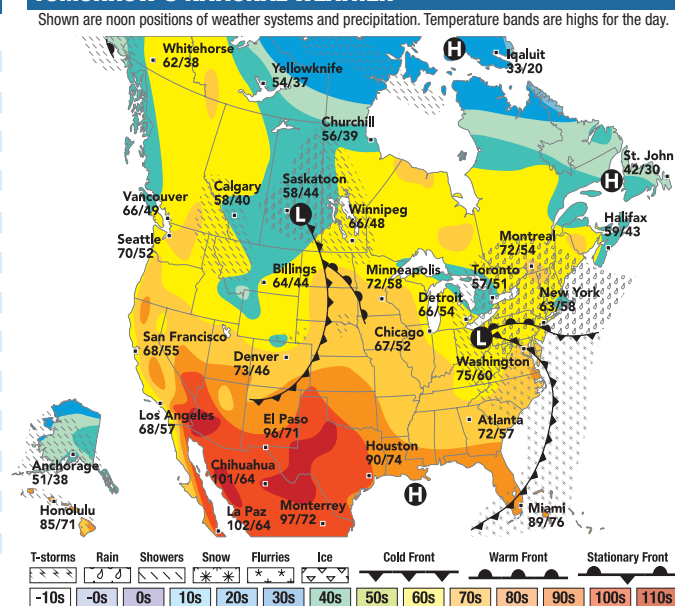 TOMORROW'S NATIONAL WEATHER
Shown are noon positions of weather systems and precipitation. Temperature bands are highs for the day.
H
Whitehorse
62/38
Iqaluit
33/20
Yellowknife
54/37
Churchill
56/39
St. John
42/30
H
Calgary
58/40
Saskatoon
58/44
L
Vancouver
66/49
Winnipeg
66/48
Halifax
59/43
Seattle
70/52
Montreal
72/54
Billings
64/44
Minneapolis
72/58
Toronto
57/51
Detroit
66/54
New York
63/58
San Francisco
68/55
Chicago
67/52
L
Denver
73/46
Washington
75/60
Los Angeles
68/57
El Paso
96/71
Atlanta
72/57
Houston
90/74
Anchorage
51/38
Chihuahua
101/64
H
Honolulu
85/71
La Paz
102/64
Monterrey
97/72
Miami
89/76
T-storms Rain Showers Snow Flurries Ice Cold Front Warm Front Stationary Front
-10s -0s 0s 10s 20s 30s 40s 50s 60s 70s 80s 90s 100s 110s